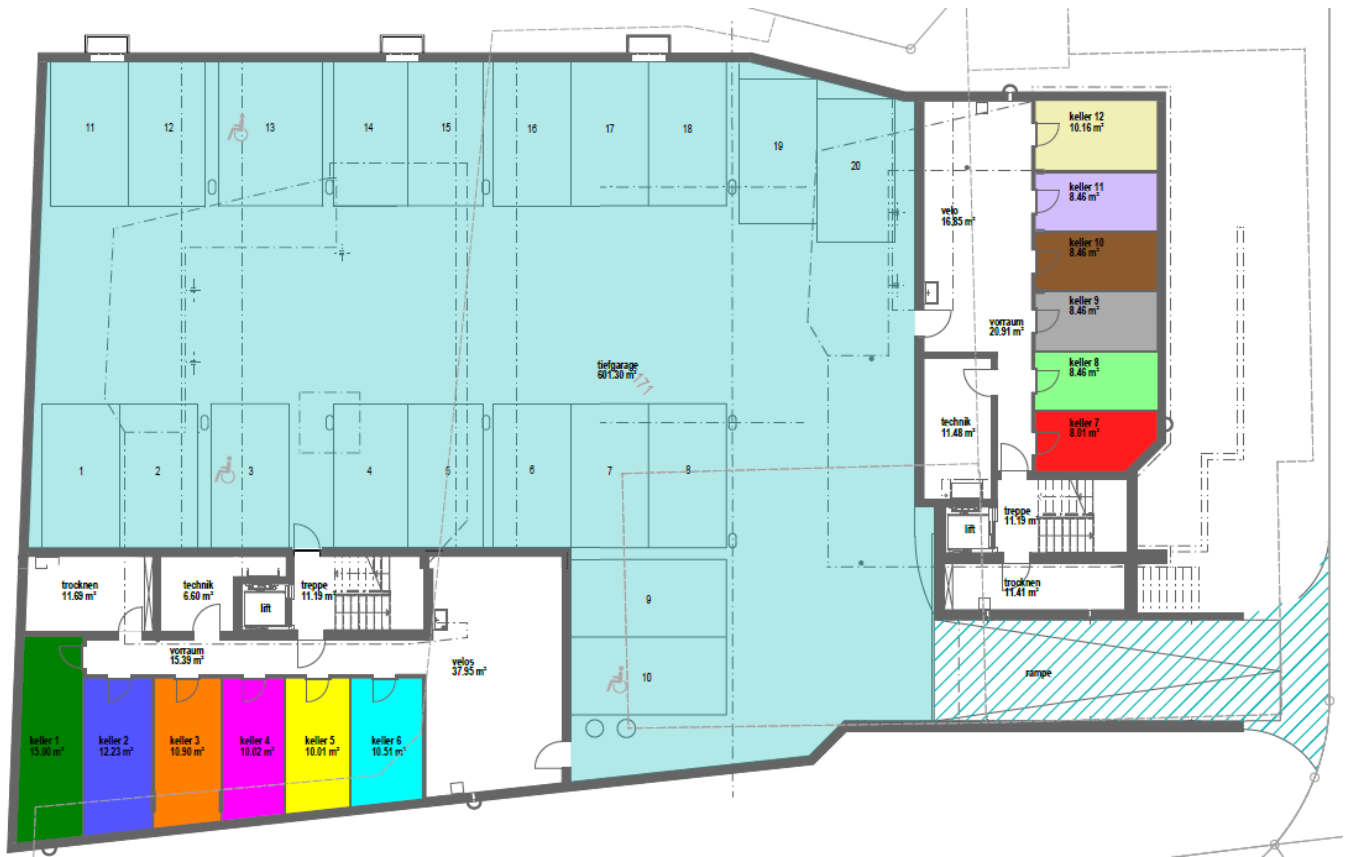 11
12
13
14
15
16
17
18
19
20
keller 12
10.16 m²
keller 11
8.46 m²
velo
16.85 m²
keller 10
8.46 m²
keller 9
8.46 m²
vorraum
20.91 m²
keller 8
8.46 m²
tiefgarage
601.30 m²
171
technik
11.48 m²
keller 7
8.01 m²
1
2
3
4
5
6
7
8
treppe
11.19 m²
lift
trocknen
11.41 m²
trocknen
11.69 m²
technik
6.60 m²
lift
treppe
11.19 m²
9
10
rampe
vorraum
15.39 m²
velos
37.95 m²
keller 1
15.00 m²
keller 2
12.23 m²
keller 3
10.90 m²
keller 4
10.02 m²
keller 5
10.01 m²
keller 6
10.51 m²